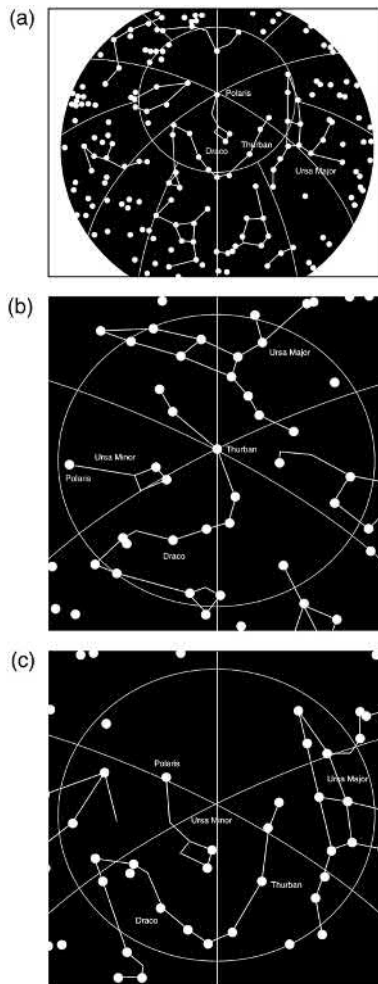 (a)
Polaris
Thurban
Draco
Ursa Major
(b)
Ursa Major
Thurban
Ursa Minor
Polaris
Draco
(c)
Polaris
Ursa Major
Ursa Minor
Thurban
Draco